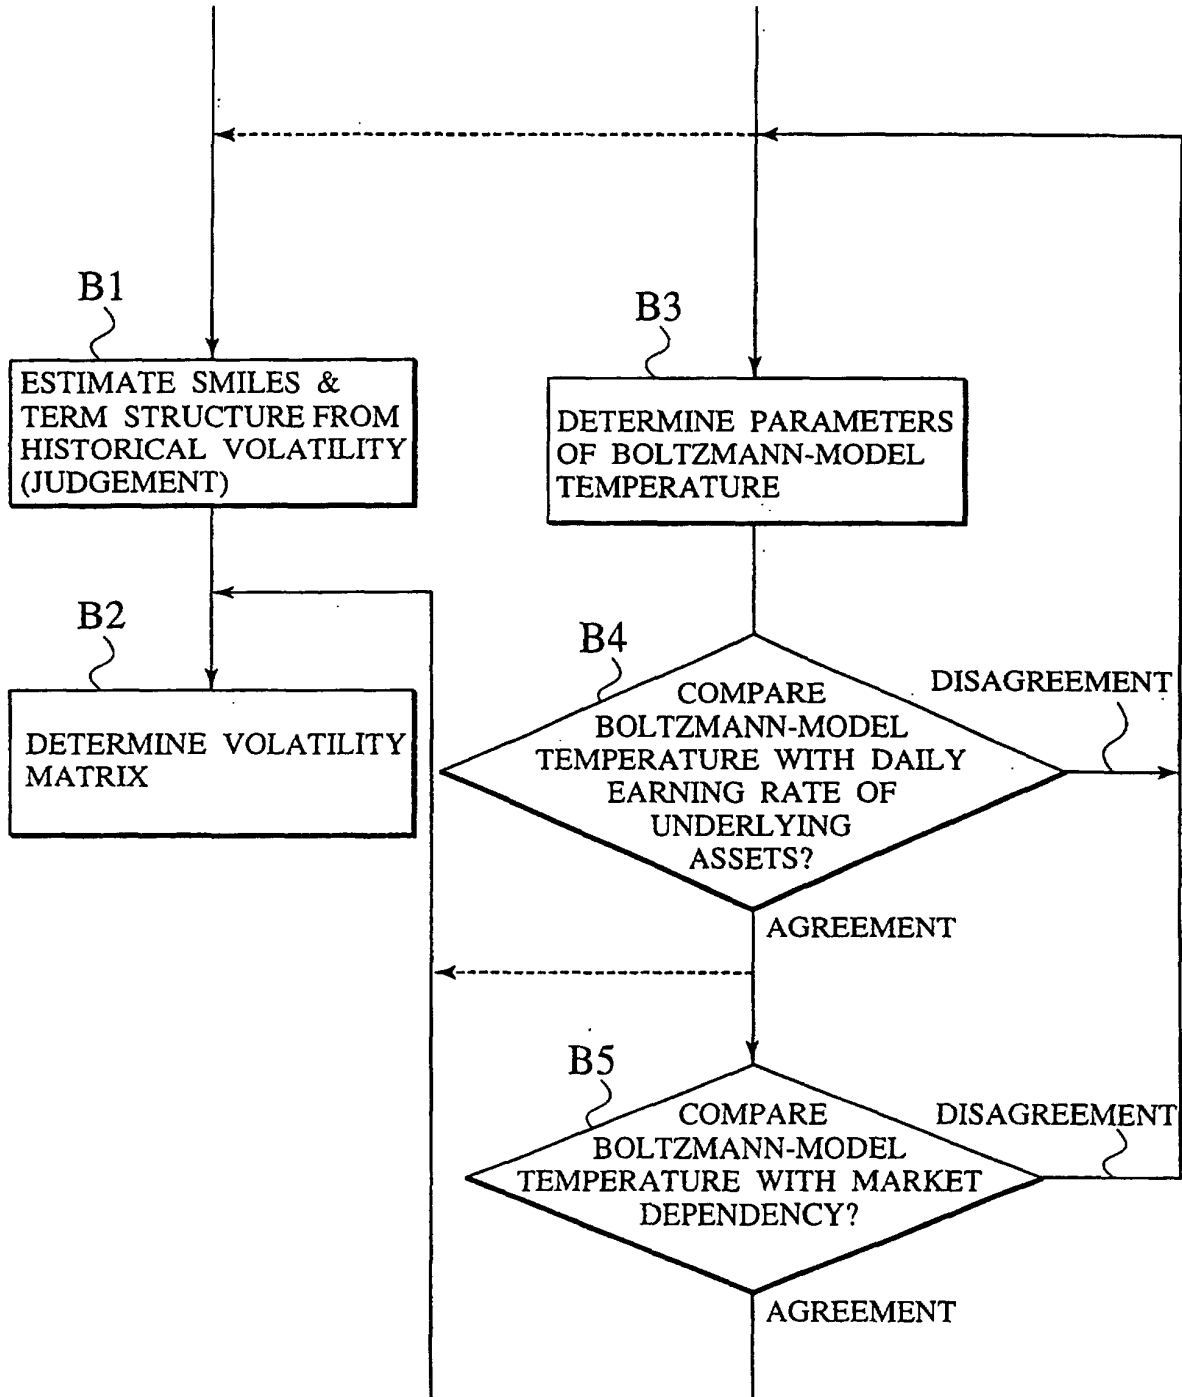 B1
ESTIMATE SMILES &
TERM STRUCTURE FROM
HISTORICAL VOLATILITY
(JUDGEMENT)
B2
DETERMINE VOLATILITY
MATRIX
B3
DETERMINE PARAMETERS
OF BOLTZMANN-MODEL
TEMPERATURE
B4
COMPARE
BOLTZMANN-MODEL
TEMPERATURE WITH DAILY
EARNING RATE OF
UNDERLYING
ASSETS?
DISAGREEMENT
AGREEMENT
B5
COMPARE
BOLTZMANN-MODEL
TEMPERATURE WITH MARKET
DEPENDENCY?
DISAGREEMENT
AGREEMENT